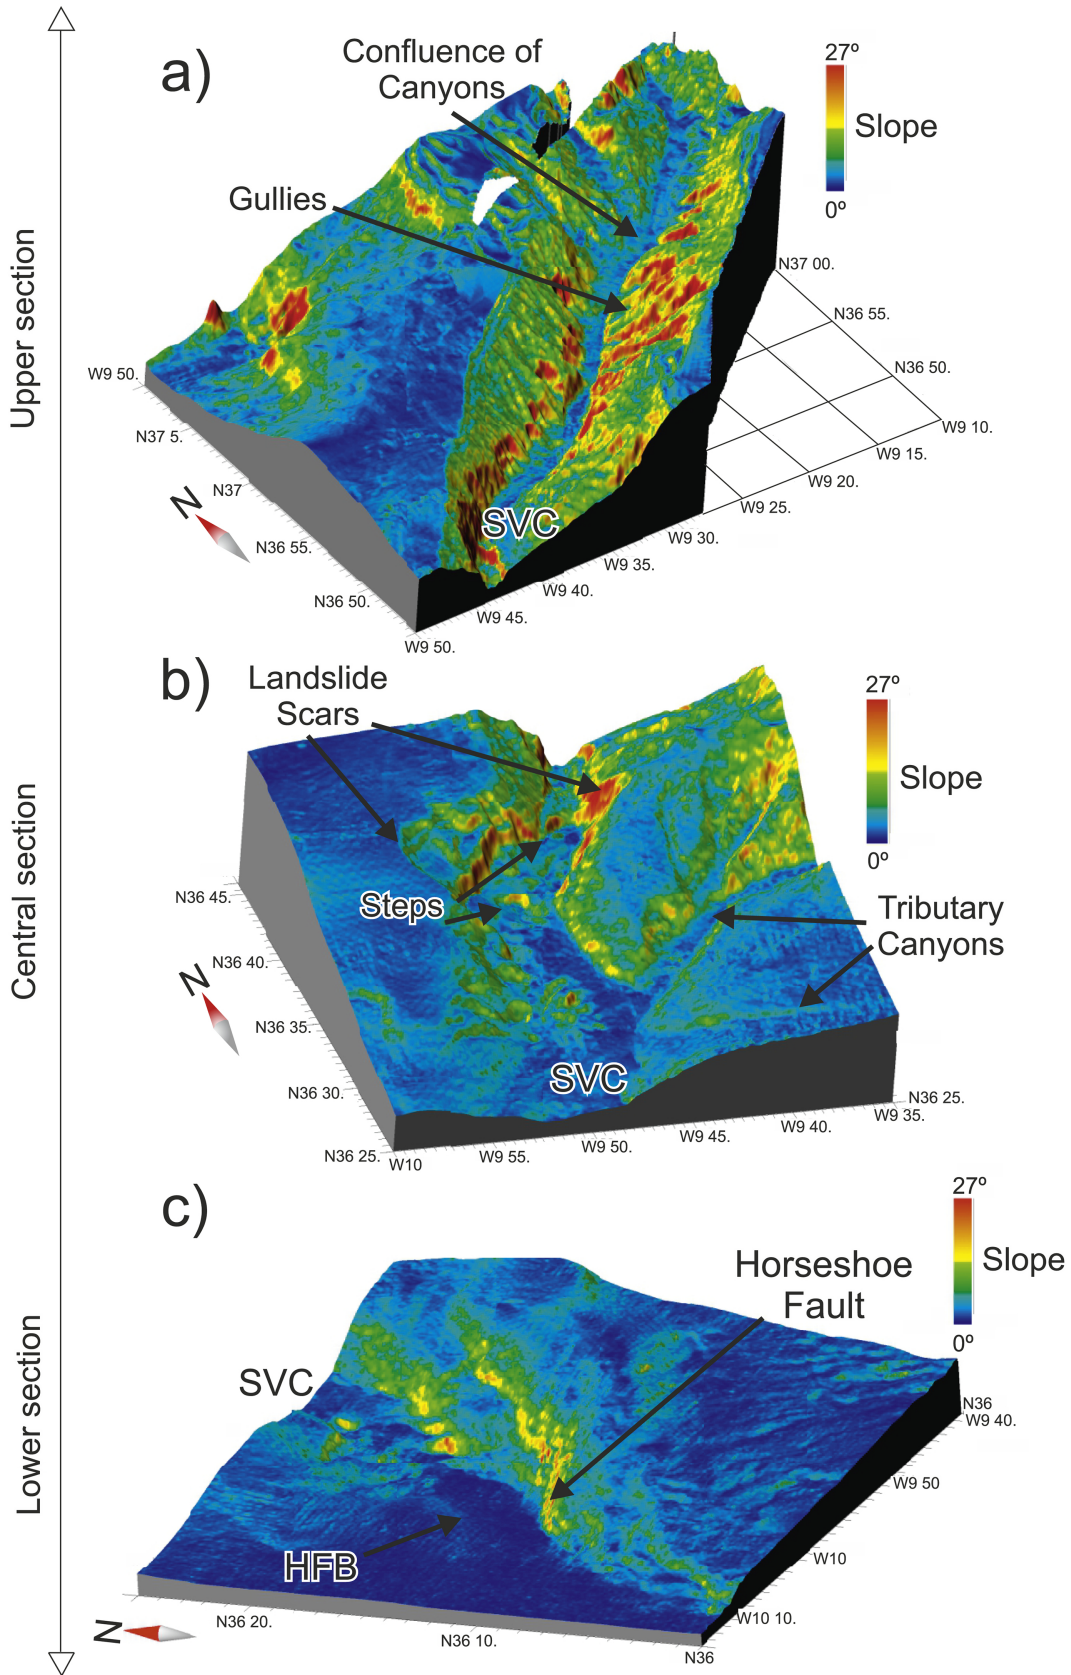 Upper section
a)
Confluence of
Canyons
Gullies
27º
Slope
0º
N37 00.
N36 55.
N36 50.
W9 10.
W9 15.
W9 20.
W9 25.
W9 30.
W9 35.
W9 40.
W9 45.
W9 50.
W9 50.
N37 5.
N37
N36 55.
N36 50.
N
SVC
Central section
b)
Landslide
Scars
27º
Slope
0º
Steps
Tributary
Canyons
SVC
N36 45.
N36 40.
N36 35.
N36 30.
N36 25.
N
W10
W9 55.
W9 50.
W9 45.
W9 40.
W9 35.
N36 25.
Lower section
c)
27º
Slope
0º
Horseshoe
Fault
SVC
HFB
N36
W9 40.
W9 50
W10
W10 10.
N36 20.
N36 10.
N36
N